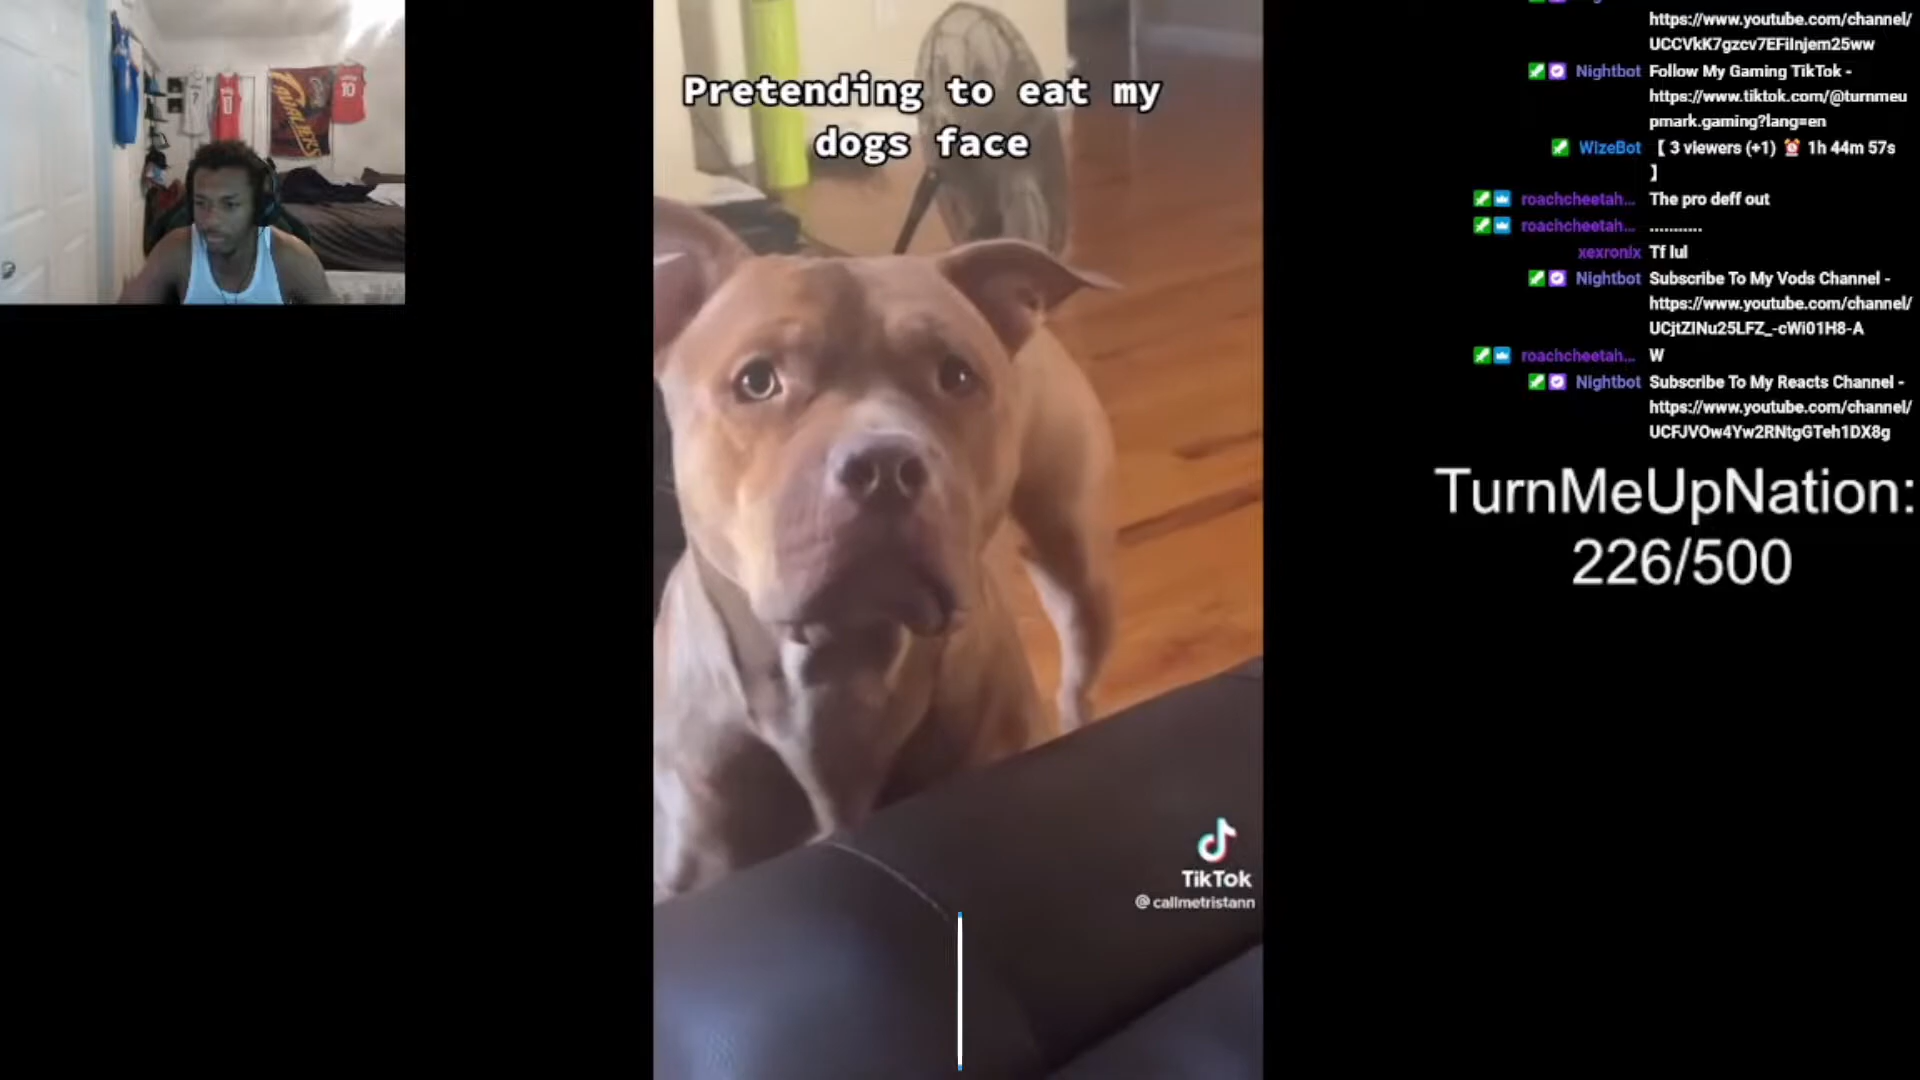 Pretending to eat my
dogs face
TikTok
@callmetristann
https://www.youtube.com/channel/
UCCVkK7gzcv7EFiInjem25ww
Nightbot Follow My Gaming TikTok -
https://www.tiktok.com/@turnmeu
pmark.gaming?lang=en
WizeBot 【 3 viewers (+1) ⏰ 1h 44m 57s
】
roachcheetah... The pro deff out
roachcheetah... ...........
xexronix Tf lul
Nightbot Subscribe To My Vods Channel -
https://www.youtube.com/channel/
UCjtZINu25LFZ_-cWi01H8-A
roachcheetah... W
Nightbot Subscribe To My Reacts Channel -
https://www.youtube.com/channel/
UCFJVOw4Yw2RNtgGTeh1DX8g
TurnMeUpNation:
226/500
CAVALIERS
10